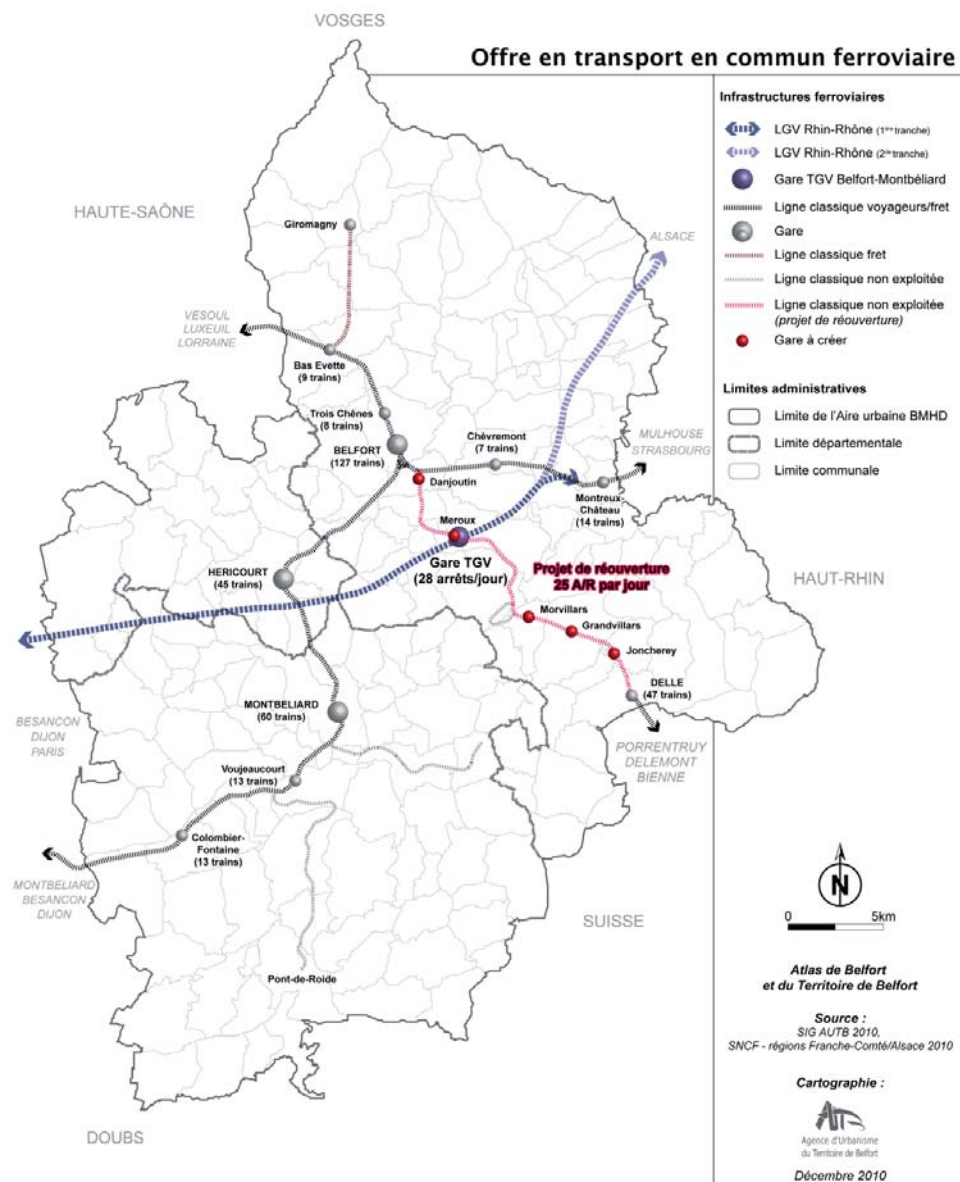 VOSGES
Offre en transport en commun ferroviaire
Infrastructures ferroviaires
LGV Rhin-Rhône (1ère tranche)
LGV Rhin-Rhône (2de tranche)
Gare TGV Belfort-Montbéliard
Ligne classique voyageurs/fret
Gare
Ligne classique fret
Ligne classique non exploitée
Ligne classique non exploitée
(projet de réouverture)
Gare à créer
Limites administratives
Limite de l'Aire urbaine BMHD
Limite départementale
Limite communale
HAUTE-SAÔNE
Giromagny
ALSACE
VESOUL
LUXEUIL
LORRAINE
Bas Evette
(9 trains)
Trois Chênes
(8 trains)
BELFORT
(127 trains)
Chèvremont
(7 trains)
MULHOUSE
STRASBOURG
Danjoutin
Montreux-
Château
(14 trains)
Meroux
Gare TGV
(28 arrêts/jour)
HERICOURT
(45 trains)
Projet de réouverture
25 A/R par jour
HAUT-RHIN
Morvillars
Grandvillars
Joncherey
DELLE
(47 trains)
MONTBELIARD
(60 trains)
BESANÇON
DIJON
PARIS
PORRENTRUY
DELEMONT
BIENNE
Voujeaucourt
(13 trains)
Colombier-
Fontaine
(13 trains)
MONTBELIARD
BESANÇON
DIJON
SUISSE
Pont-de-Roide
DOUBS
N
0 5km
Atlas de Belfort
et du Territoire de Belfort
Source :
SIG AUTB 2010,
SNCF - régions Franche-Comté/Alsace 2010
Cartographie :
Agence d'Urbanisme
du Territoire de Belfort
Décembre 2010